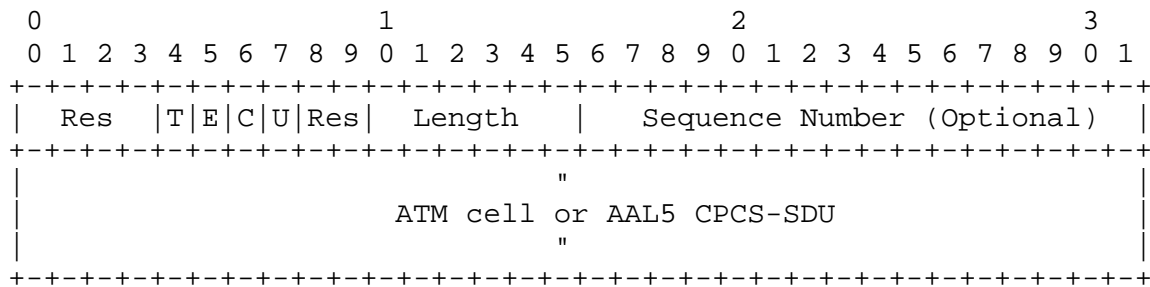 0                   1                   2                   3
 0 1 2 3 4 5 6 7 8 9 0 1 2 3 4 5 6 7 8 9 0 1 2 3 4 5 6 7 8 9 0 1
+-+-+-+-+-+-+-+-+-+-+-+-+-+-+-+-+-+-+-+-+-+-+-+-+-+-+-+-+-+-+-+-+
|  Res  |T|E|C|U|Res|  Length   |   Sequence Number (Optional)  |
+-+-+-+-+-+-+-+-+-+-+-+-+-+-+-+-+-+-+-+-+-+-+-+-+-+-+-+-+-+-+-+-+
|                              "                                |
|                     ATM cell or AAL5 CPCS-SDU                 |
|                              "                                |
+-+-+-+-+-+-+-+-+-+-+-+-+-+-+-+-+-+-+-+-+-+-+-+-+-+-+-+-+-+-+-+-+